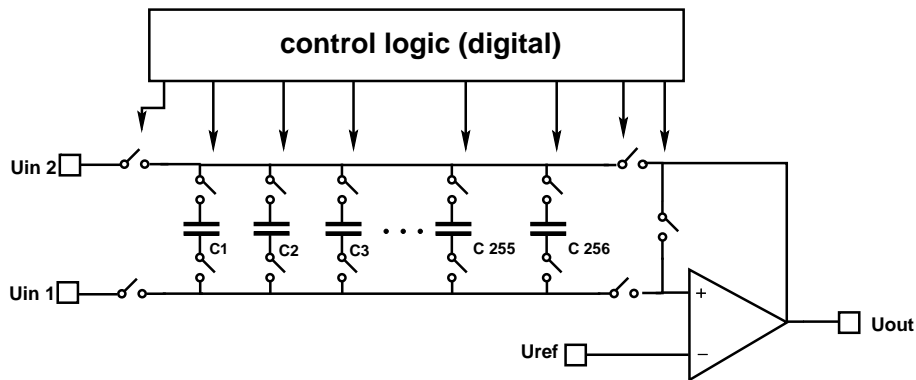 control logic (digital)
Uin 2
C1
C2
C3
C 255
C 256
Uin 1
+
Uout
Uref
−